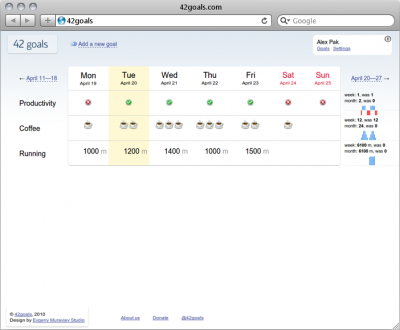 42goals.com
42goals
Google
42 goals
Add a new goal
Alex Pak
Goals Settings
← April 11—18
Mon Tue Wed Thu Fri Sat Sun
April 19 April 20 April 21 April 22 April 23 April 24 April 25
April 20—27 →
Productivity
week: 1, was 1
month: 2, was 0
Coffee
week: 12, was 12
month: 24, was 0
Running
1000 m 1200 m 1400 m 1000 m 1500 m
week: 6100 m, was 0
month: 6100 m, was 0
© 42goals, 2010
Design by Evgeny Muravev Studio
About us Donate @42goals